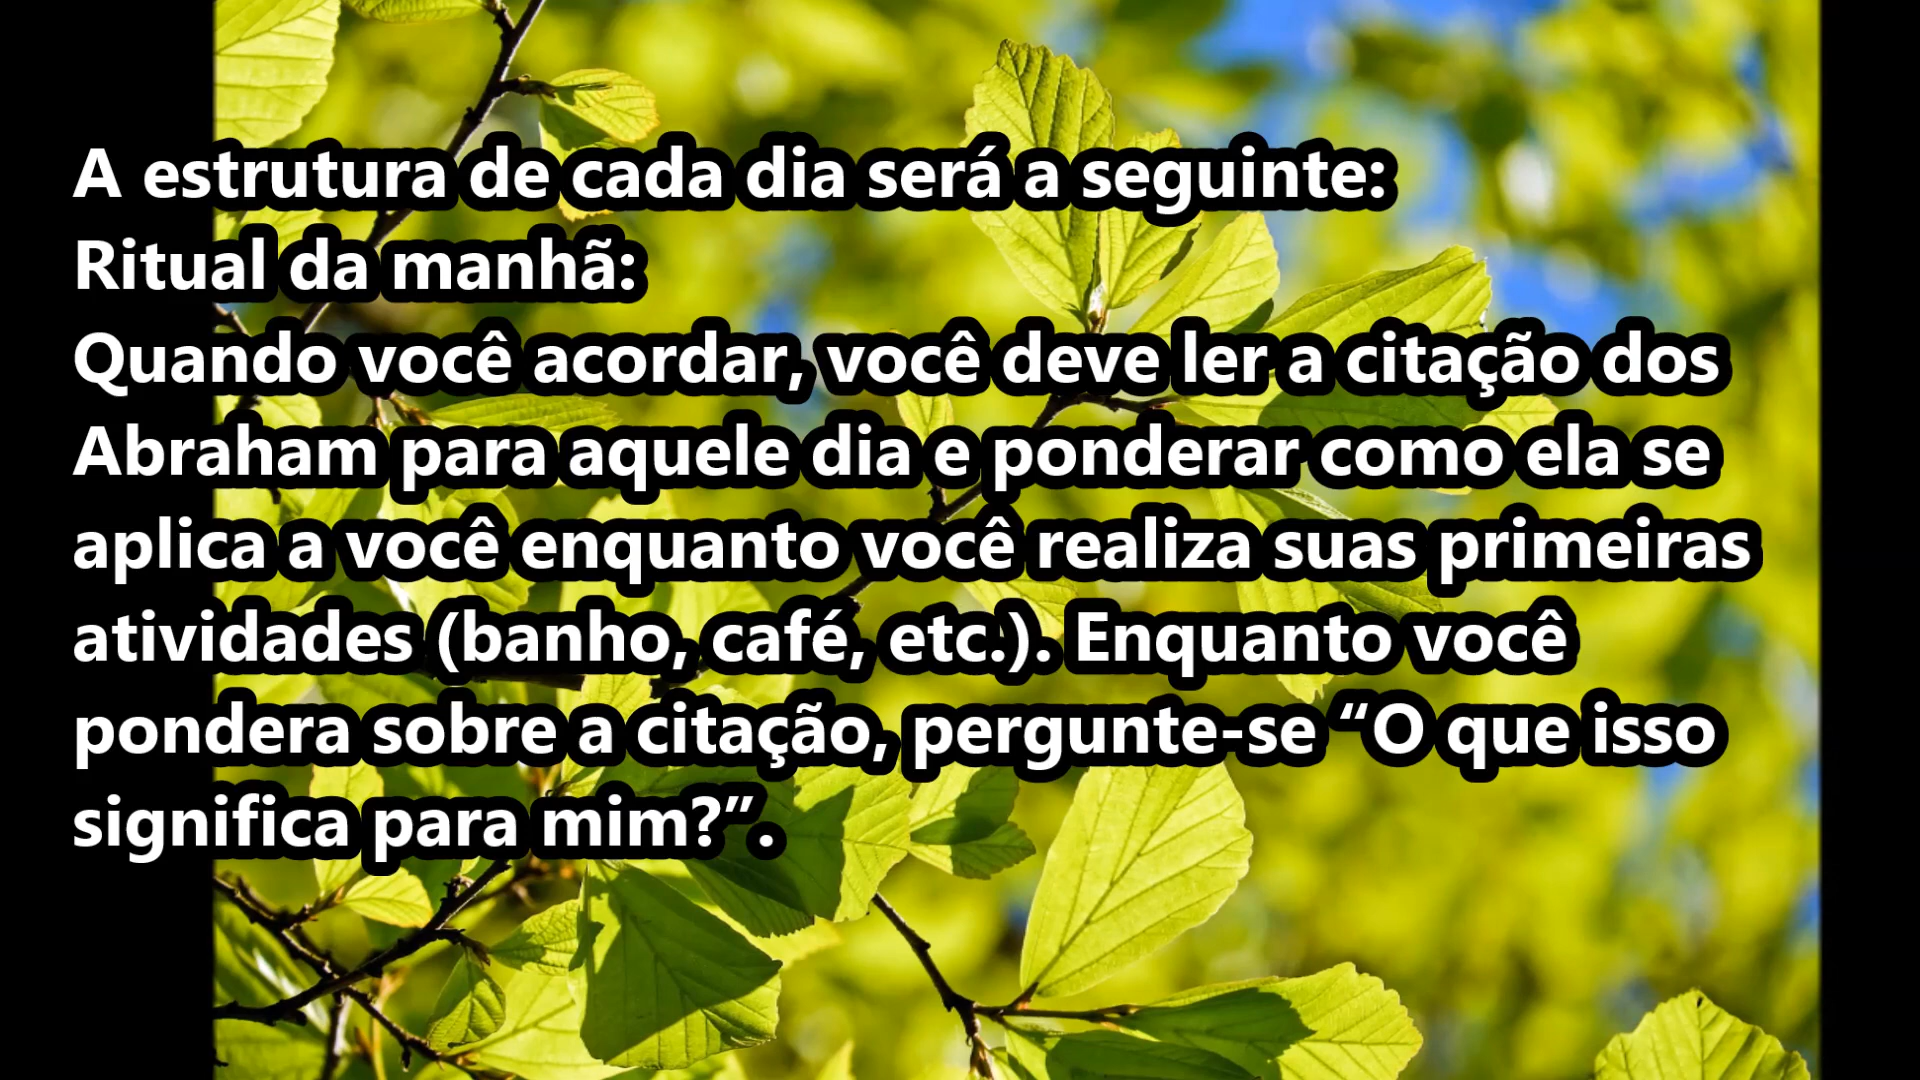 A estrutura de cada dia será a seguinte:
Ritual da manhã:
Quando você acordar, você deve ler a citação dos
Abraham para aquele dia e ponderar como ela se
aplica a você enquanto você realiza suas primeiras
atividades (banho, café, etc.). Enquanto você
pondera sobre a citação, pergunte-se “O que isso
significa para mim?”.